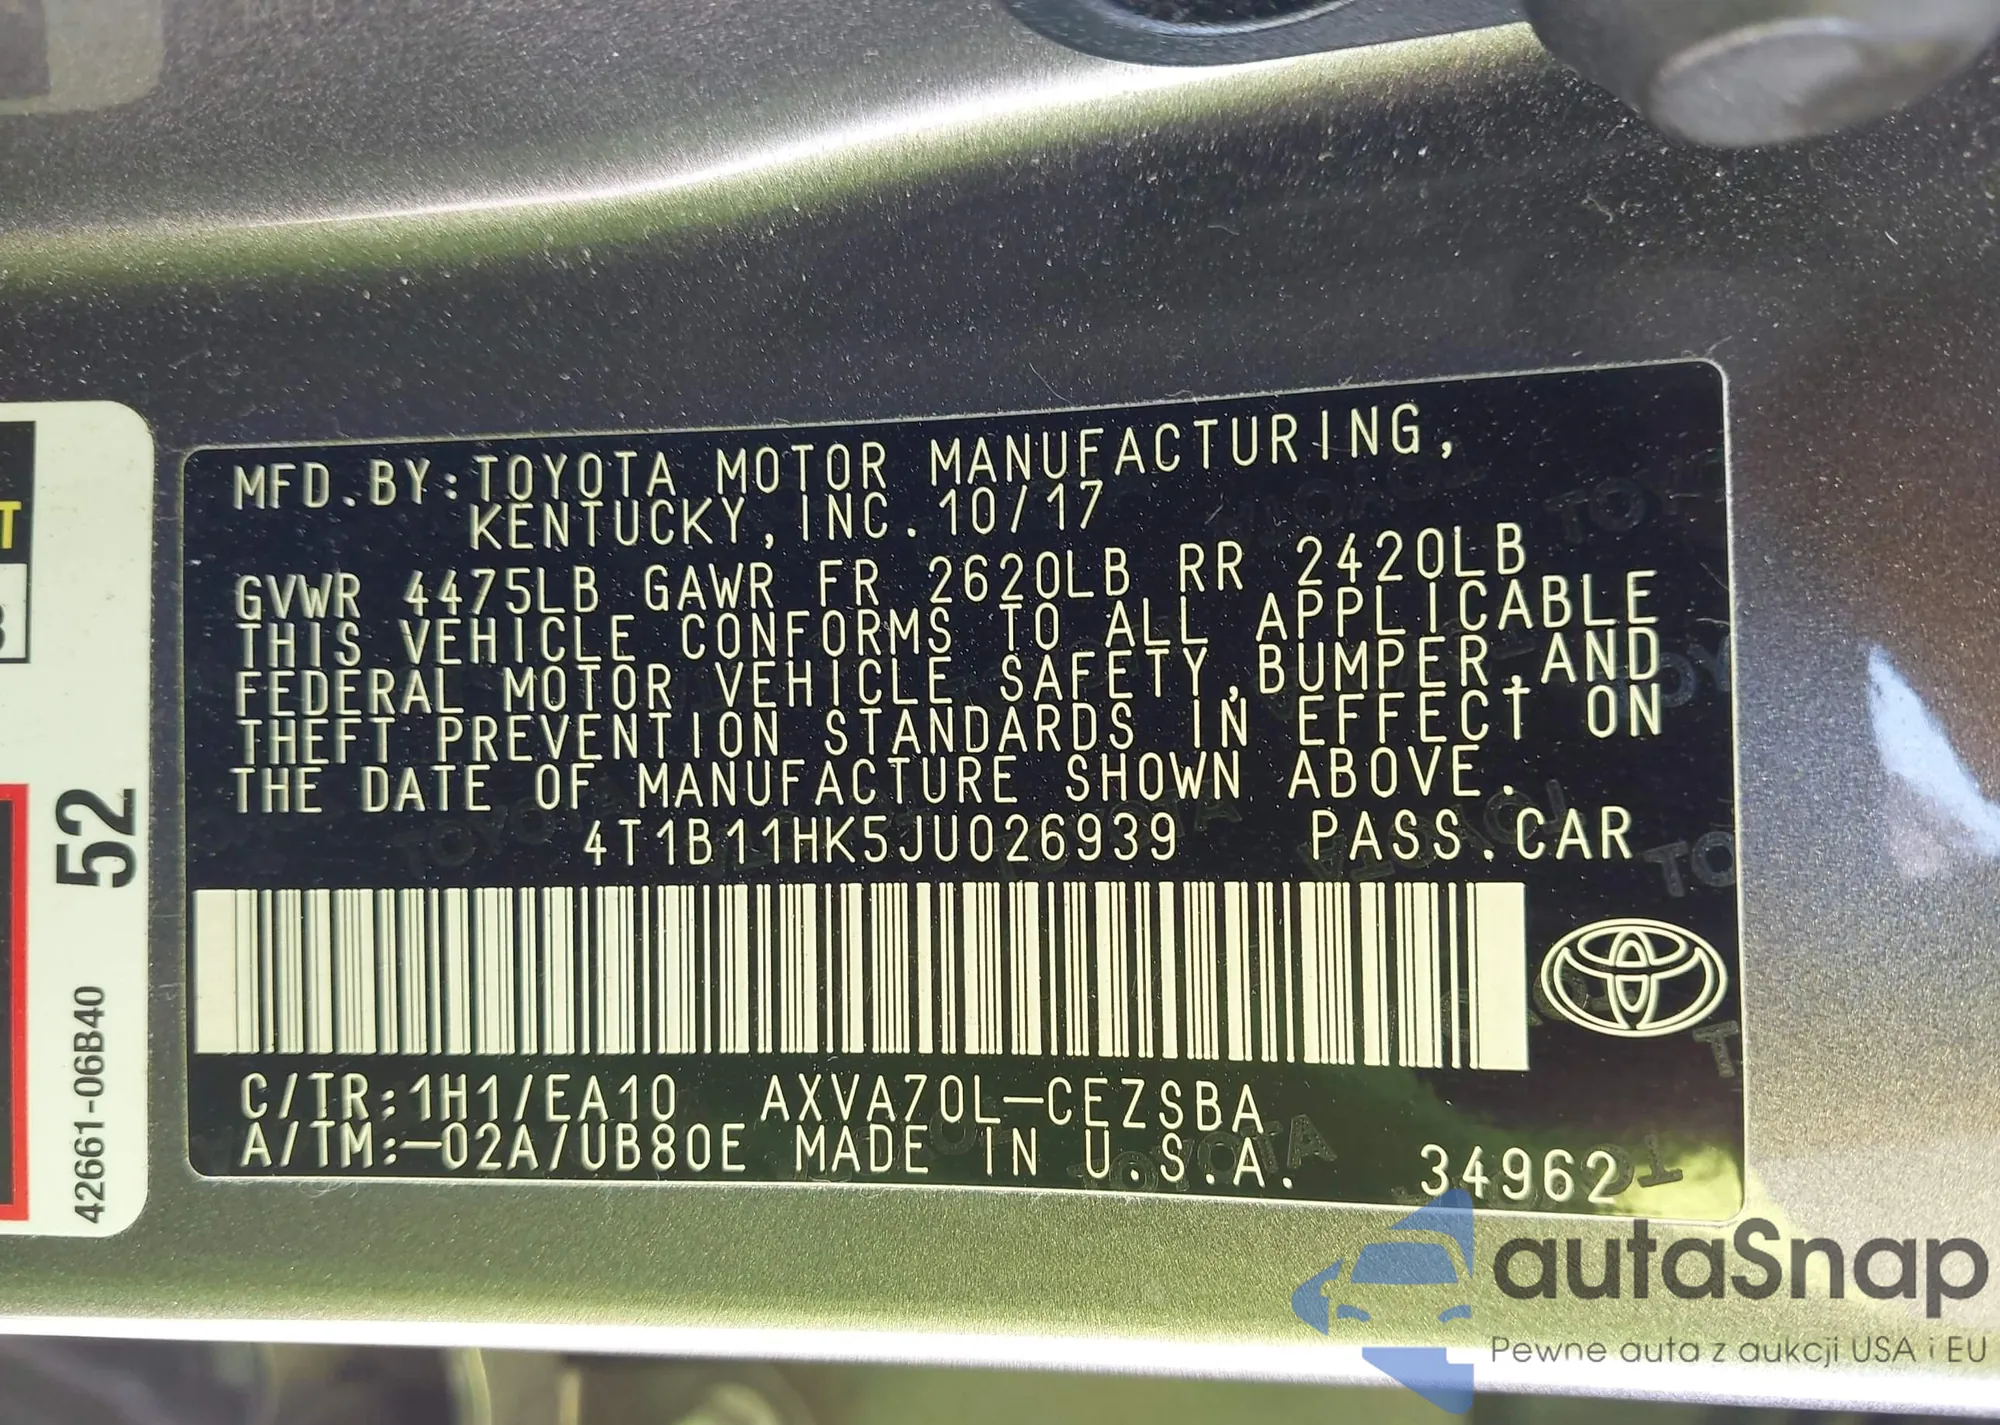 MFD.BY:TOYOTA MOTOR MANUFACTURING,
KENTUCKY,INC.10/17
GVWR 4475LB GAWR FR 2620LB RR 2420LB
THIS VEHICLE CONFORMS TO ALL APPLICABLE
FEDERAL MOTOR VEHICLE SAFETY,BUMPER,AND
THEFT PREVENTION STANDARDS IN EFFECT ON
THE DATE OF MANUFACTURE SHOWN ABOVE.
4T1B11HK5JU026939 PASS.CAR
C/TR:1H1/EA10 AXVA70L-CEZSBA
A/TM:-02A/UB80E MADE IN U.S.A. 34962
T
52
42661-06B40
autaSnap
Pewne auta z aukcji USA i EU